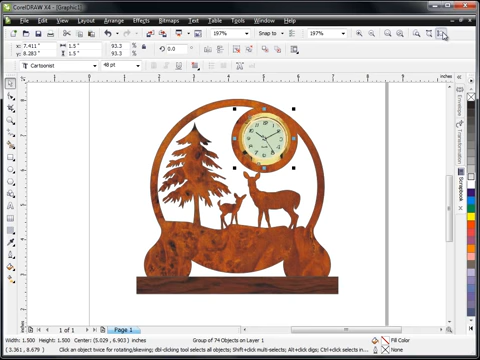 CorelDRAW X4 - [Graphic1]
File Edit View Layout Arrange Effects Bitmaps Text Table Tools Window Help
197% Snap to 197%
x: 7.411" 1.5" 93.3 % 0.0
y: 8.283" 1.5" 93.3 %
Cartoonist 48 pt
Envelope
Transformation
Scrapbook
1 of 1 Page 1
Width: 1.500 Height: 1.500 Center: (5.029, 6.903) inches Group of 74 Objects on Layer 1 Fill Color
( 3.361, 8.679 ) Click an object twice for rotating/skewing; dbl-clicking tool selects all objects; Shift+click multi-selects; Alt+click digs; Ctrl+click selects in... None